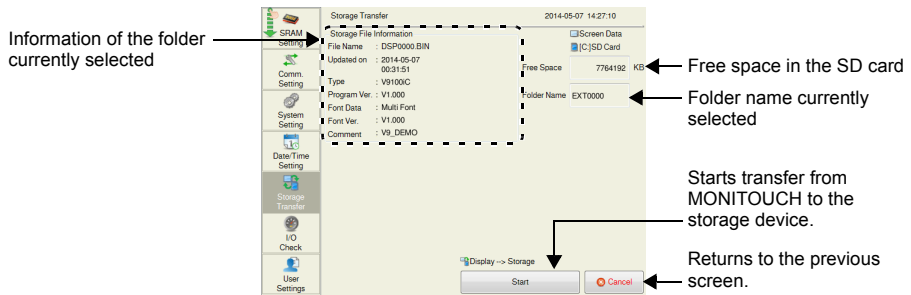 Information of the folder
currently selected
SRAM
Setting
Comm.
Setting
System
Setting
Date/Time
Setting
Storage
Transfer
I/O
Check
User
Settings
Storage Transfer
2014-05-07 14:27:10
Storage File Information
File Name : DSP0000.BIN
Updated on : 2014-05-07
00:31:51
Type : V9100iC
Program Ver. : V1.000
Font Data : Multi Font
Font Ver. : V1.000
Comment : V9_DEMO
Screen Data
[C:]SD Card
Free Space 7764192 KB
Folder Name EXT0000
Display --> Storage
Start
Cancel
Free space in the SD card
Folder name currently
selected
Starts transfer from
MONITOUCH to the
storage device.
Returns to the previous
screen.